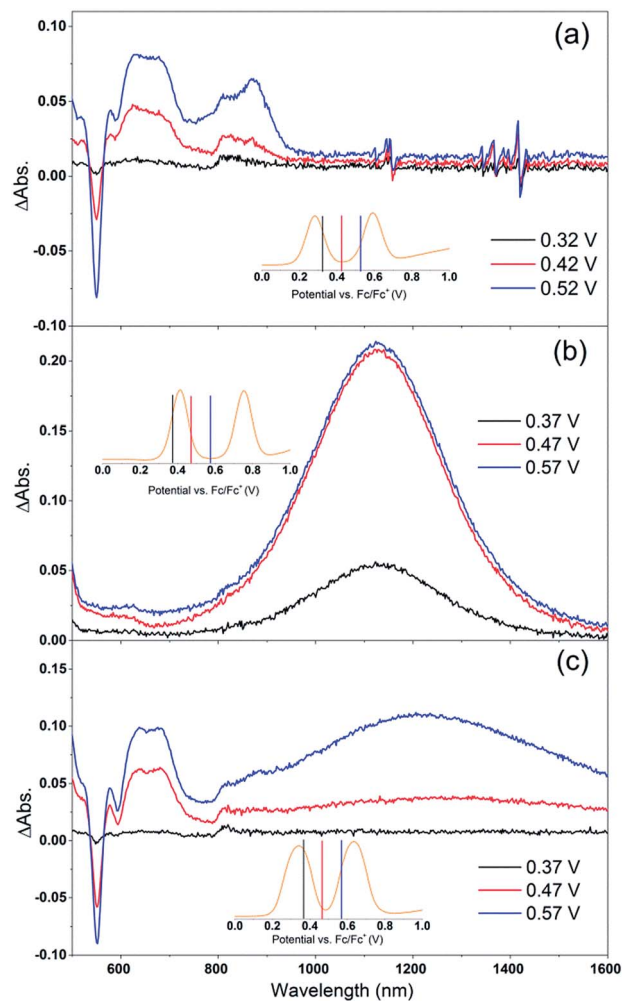 (a)
0.10
0.05
0.00
-0.05
-0.10
ΔAbs.
0.0 0.2 0.4 0.6 0.8 1.0
Potential vs. Fc/Fc⁺ (V)
0.32 V
0.42 V
0.52 V
(b)
0.20
0.15
0.10
0.05
0.00
ΔAbs.
0.0 0.2 0.4 0.6 0.8 1.0
Potential vs. Fc/Fc⁺ (V)
0.37 V
0.47 V
0.57 V
(c)
0.15
0.10
0.05
0.00
-0.05
-0.10
ΔAbs.
0.0 0.2 0.4 0.6 0.8 1.0
Potential vs. Fc/Fc⁺ (V)
0.37 V
0.47 V
0.57 V
600 800 1000 1200 1400 1600
Wavelength (nm)